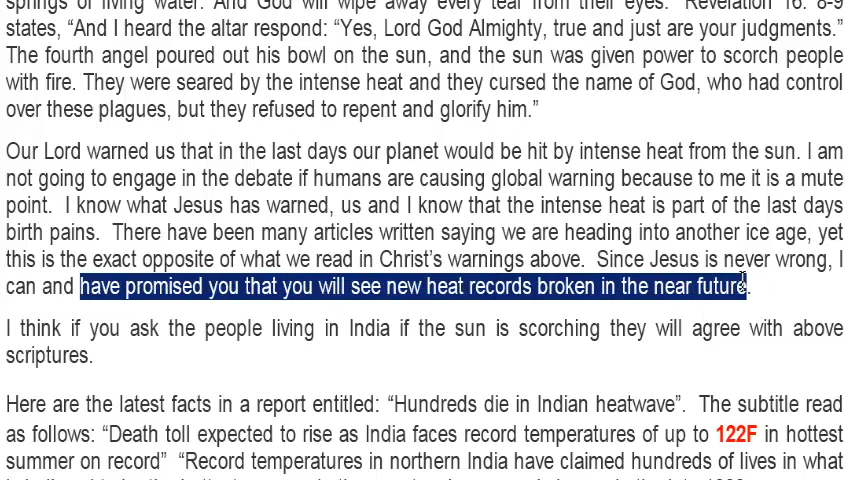 springs of living water. And God will wipe away every tear from their eyes.” Revelation 16: 8-9
states, “And I heard the altar respond: “Yes, Lord God Almighty, true and just are your judgments.”
The fourth angel poured out his bowl on the sun, and the sun was given power to scorch people
with fire. They were seared by the intense heat and they cursed the name of God, who had control
over these plagues, but they refused to repent and glorify him.”
Our Lord warned us that in the last days our planet would be hit by intense heat from the sun. I am
not going to engage in the debate if humans are causing global warning because to me it is a mute
point. I know what Jesus has warned, us and I know that the intense heat is part of the last days
birth pains. There have been many articles written saying we are heading into another ice age, yet
this is the exact opposite of what we read in Christ’s warnings above. Since Jesus is never wrong, I
can and have promised you that you will see new heat records broken in the near future.
I think if you ask the people living in India if the sun is scorching they will agree with above
scriptures.
Here are the latest facts in a report entitled: “Hundreds die in Indian heatwave”. The subtitle read
as follows: “Death toll expected to rise as India faces record temperatures of up to 122F in hottest
summer on record” “Record temperatures in northern India have claimed hundreds of lives in what